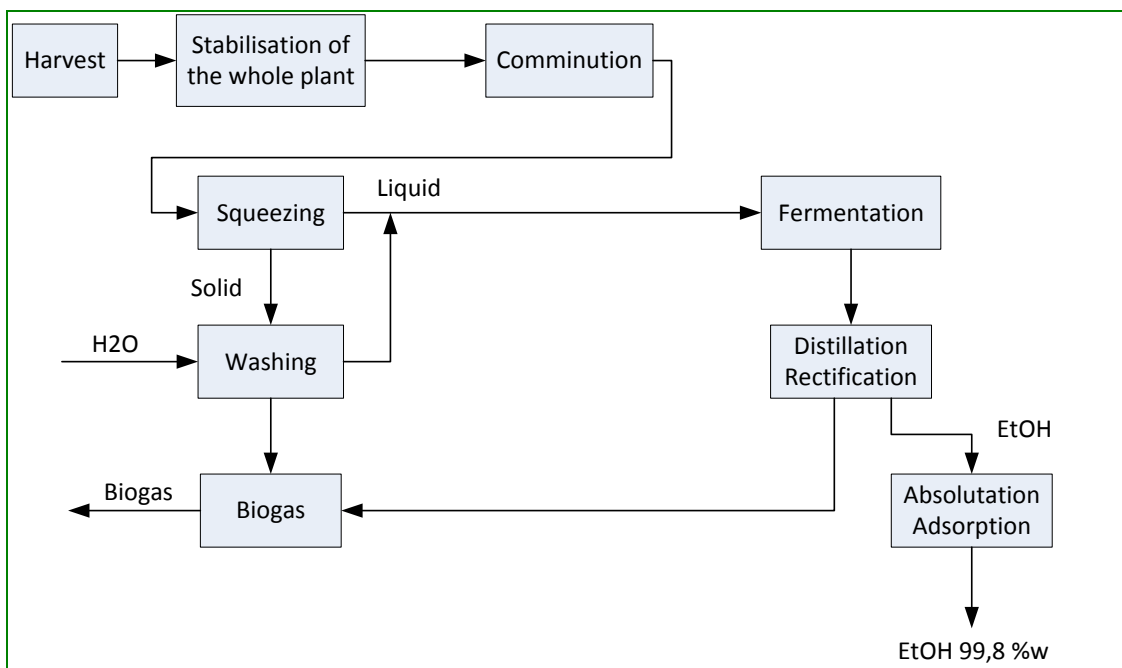 Harvest
Stabilisation of
the whole plant
Comminution
Squeezing
Liquid
Fermentation
Solid
H2O
Washing
Distillation
Rectification
EtOH
Biogas
Biogas
Absolutation
Adsorption
EtOH 99,8 %w